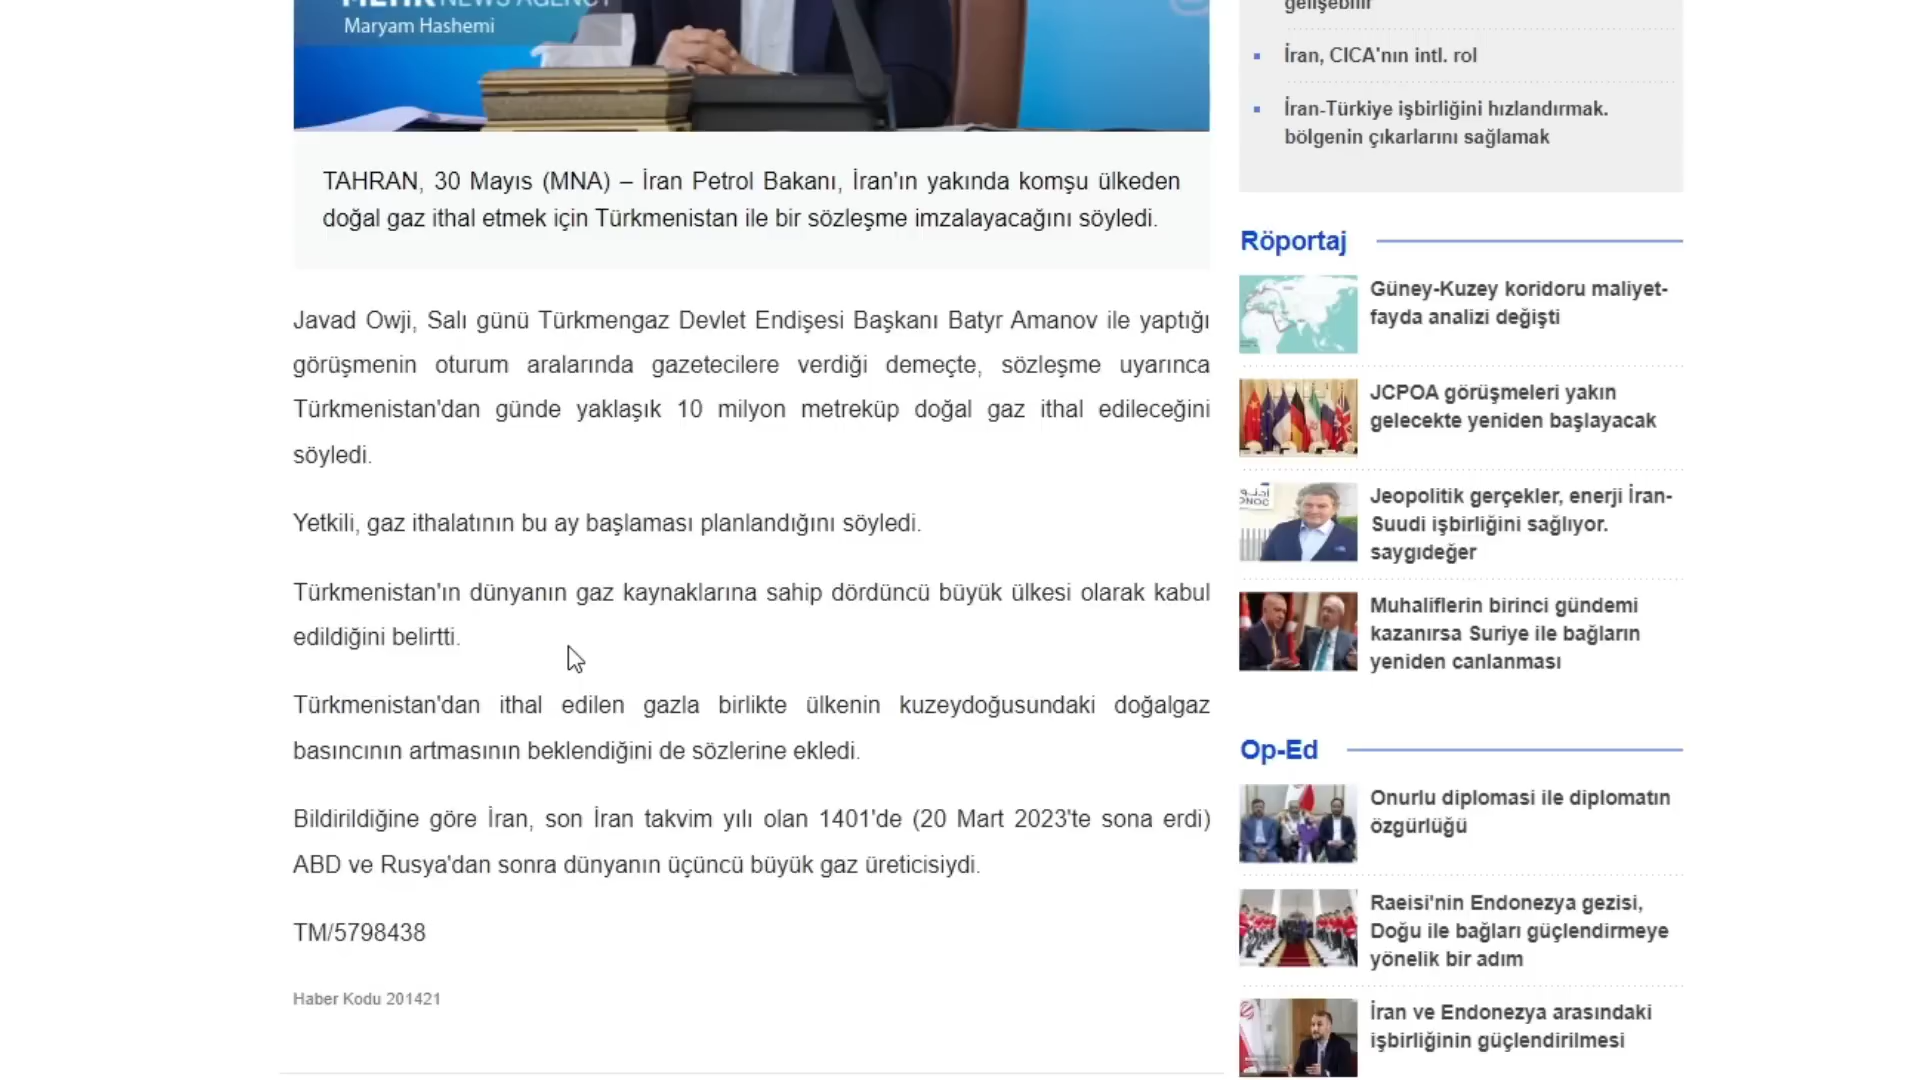 MEHR NEWS AGENCY
Maryam Hashemi
TAHRAN, 30 Mayıs (MNA) – İran Petrol Bakanı, İran'ın yakında komşu ülkeden
doğal gaz ithal etmek için Türkmenistan ile bir sözleşme imzalayacağını söyledi.
Javad Owji, Salı günü Türkmengaz Devlet Endişesi Başkanı Batyr Amanov ile yaptığı
görüşmenin oturum aralarında gazetecilere verdiği demeçte, sözleşme uyarınca
Türkmenistan'dan günde yaklaşık 10 milyon metreküp doğal gaz ithal edileceğini
söyledi.
Yetkili, gaz ithalatının bu ay başlaması planlandığını söyledi.
Türkmenistan'ın dünyanın gaz kaynaklarına sahip dördüncü büyük ülkesi olarak kabul
edildiğini belirtti.
Türkmenistan'dan ithal edilen gazla birlikte ülkenin kuzeydoğusundaki doğalgaz
basıncının artmasının beklendiğini de sözlerine ekledi.
Bildirildiğine göre İran, son İran takvim yılı olan 1401'de (20 Mart 2023'te sona erdi)
ABD ve Rusya'dan sonra dünyanın üçüncü büyük gaz üreticisiydi.
TM/5798438
Haber Kodu 201421
gelişebilir
İran, CICA'nın intl. rol
İran-Türkiye işbirliğini hızlandırmak.
bölgenin çıkarlarını sağlamak
Röportaj
Güney-Kuzey koridoru maliyet-
fayda analizi değişti
JCPOA görüşmeleri yakın
gelecekte yeniden başlayacak
Jeopolitik gerçekler, enerji İran-
Suudi işbirliğini sağlıyor.
saygıdeğer
Muhaliflerin birinci gündemi
kazanırsa Suriye ile bağların
yeniden canlanması
Op-Ed
Onurlu diplomasi ile diplomatın
özgürlüğü
Raeisi'nin Endonezya gezisi,
Doğu ile bağları güçlendirmeye
yönelik bir adım
İran ve Endonezya arasındaki
işbirliğinin güçlendirilmesi